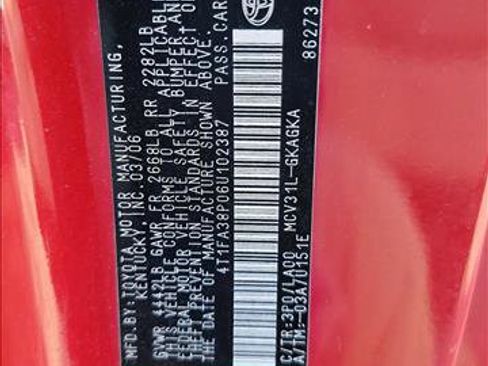 MFD.BY:TOYOTA MOTOR MANUFACTURING,
KENTUCKY, INC. 03/06
GVWR 4442LB GAWR FR 2668LB RR 2282LB
THIS VEHICLE CONFORMS TO ALL APPLICABLE
FEDERAL MOTOR VEHICLE SAFETY, BUMPER AND
THEFT PREVENTION STANDARDS IN EFFECT ON
THE DATE OF MANUFACTURE SHOWN ABOVE.
4T1FA38P06U102387 PASS.CAR
C/TR:3P0/LA00 MCV31L-GKAGKA
A/TM:-03A/U151E 86273